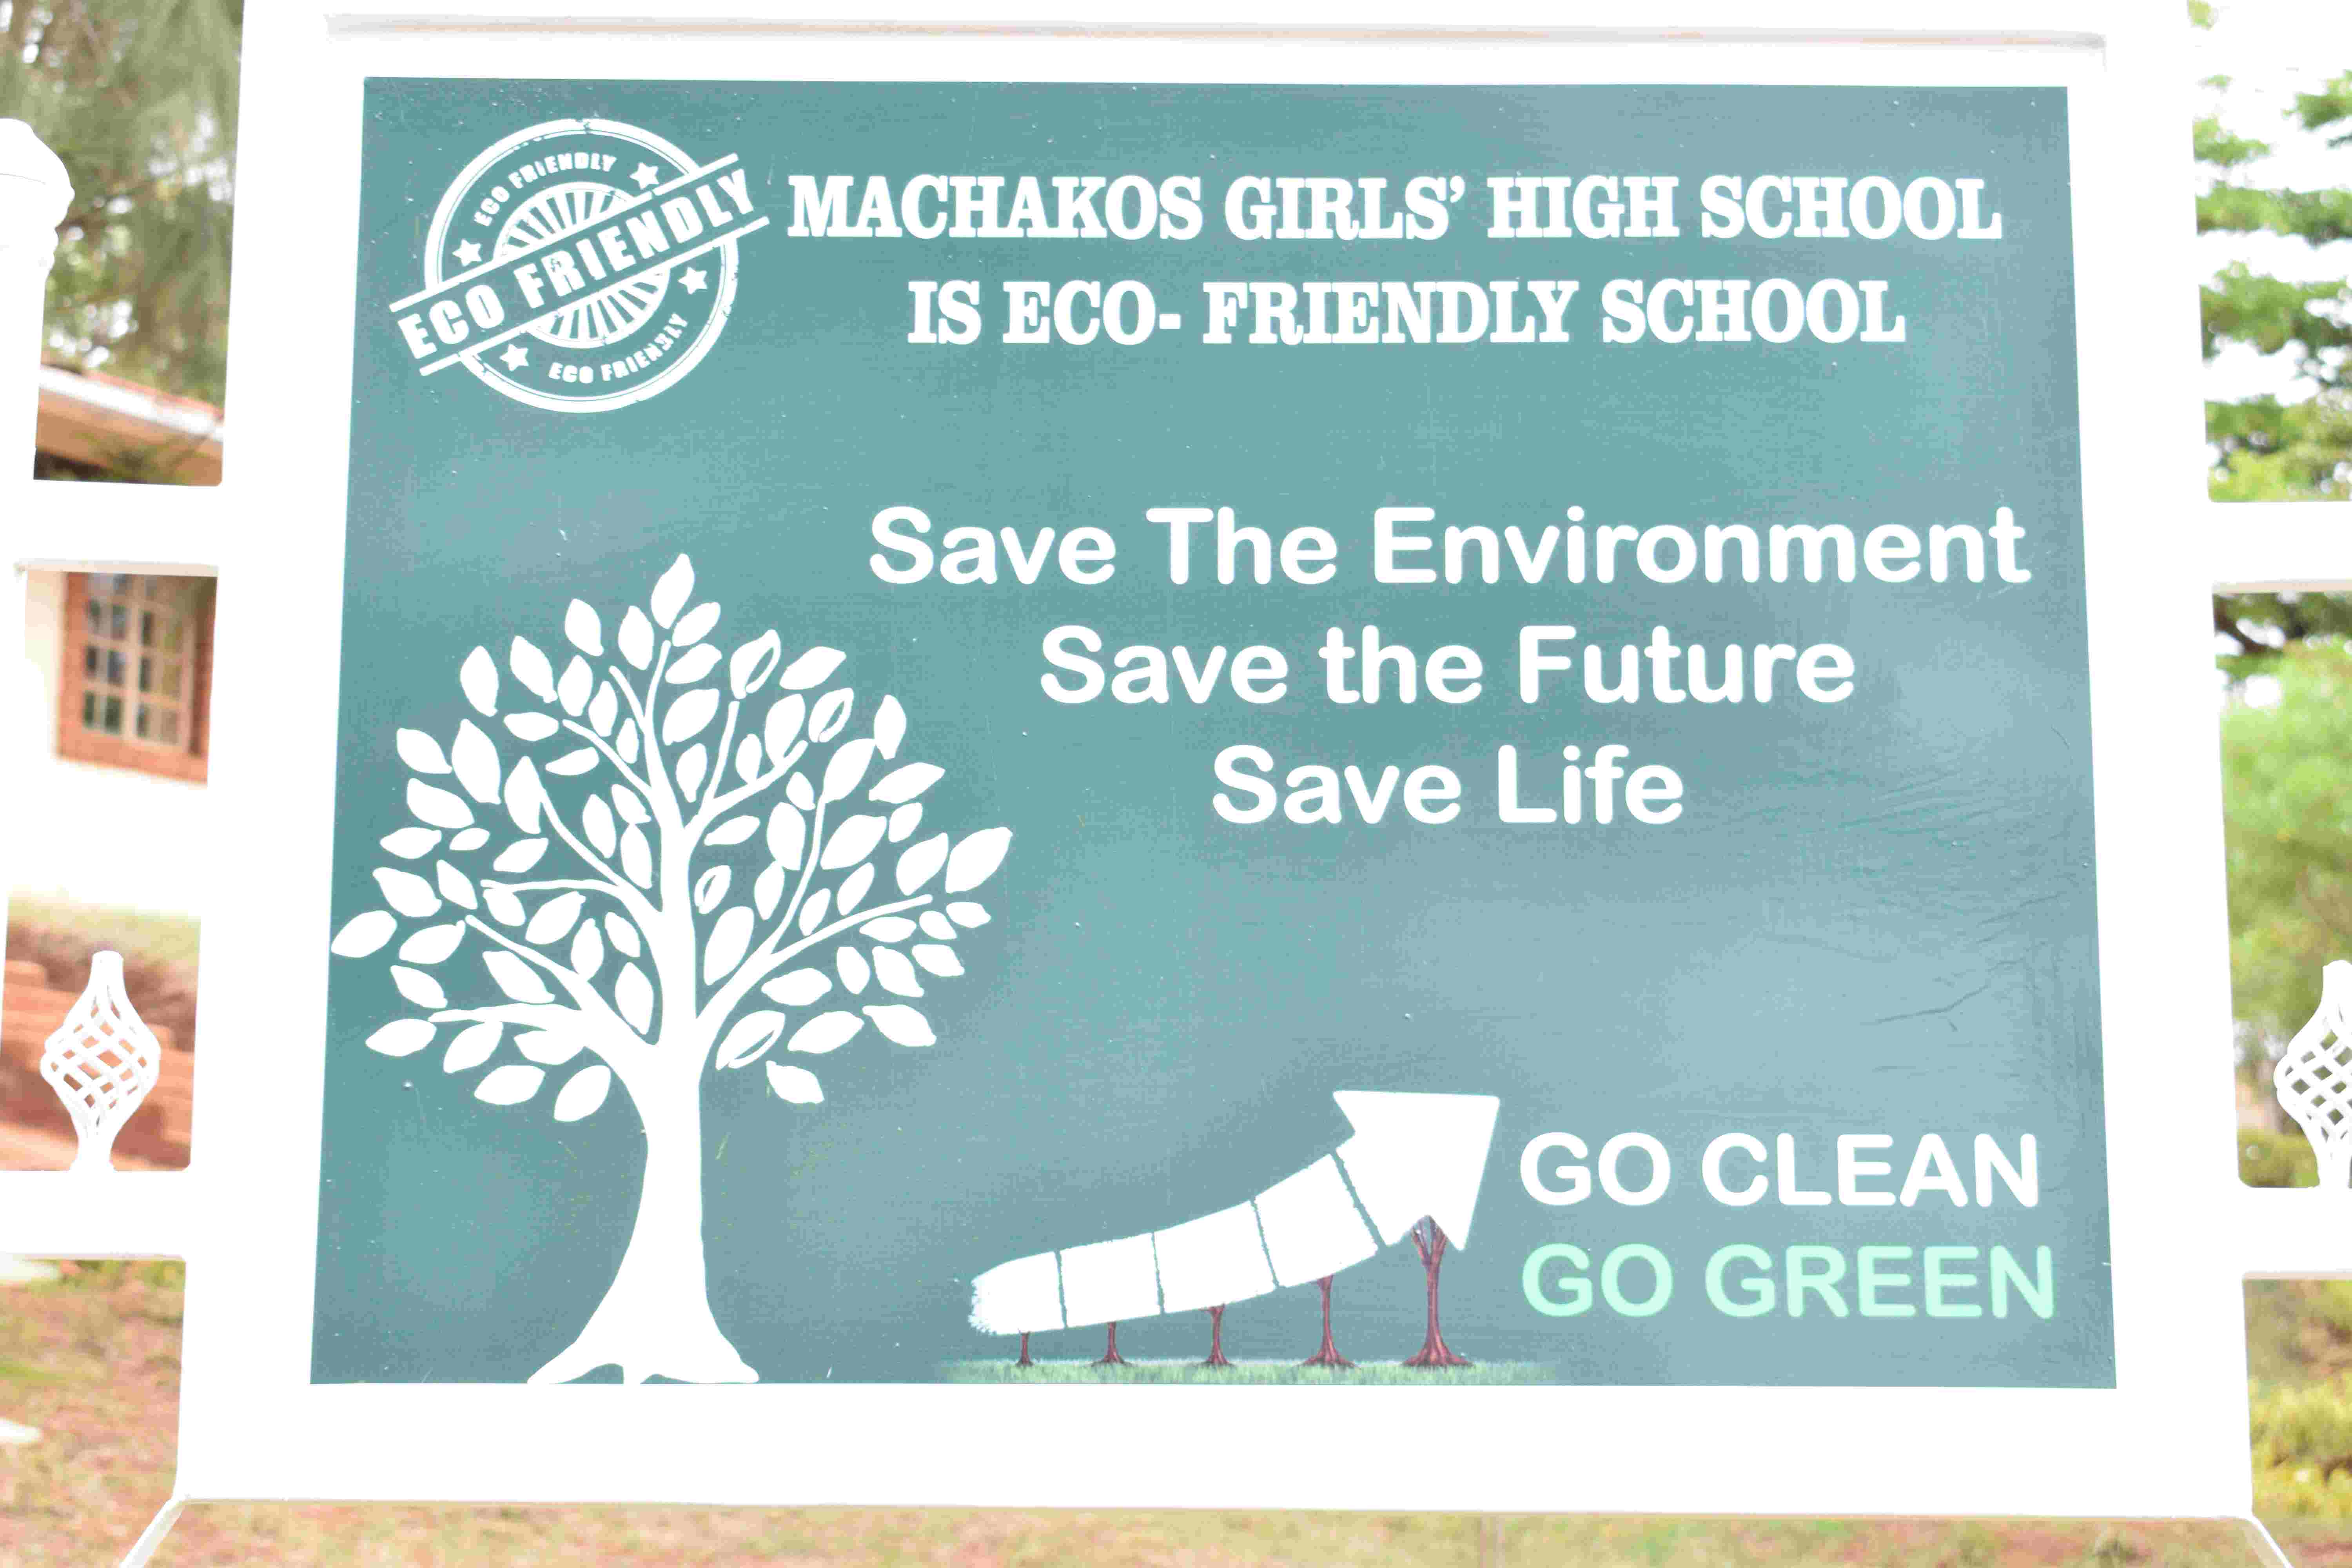 ECO FRIENDLY
ECO FRIENDLY
ECO FRIENDLY
MACHAKOS GIRLS' HIGH SCHOOL
IS ECO- FRIENDLY SCHOOL
Save The Environment
Save the Future
Save Life
GO CLEAN
GO GREEN